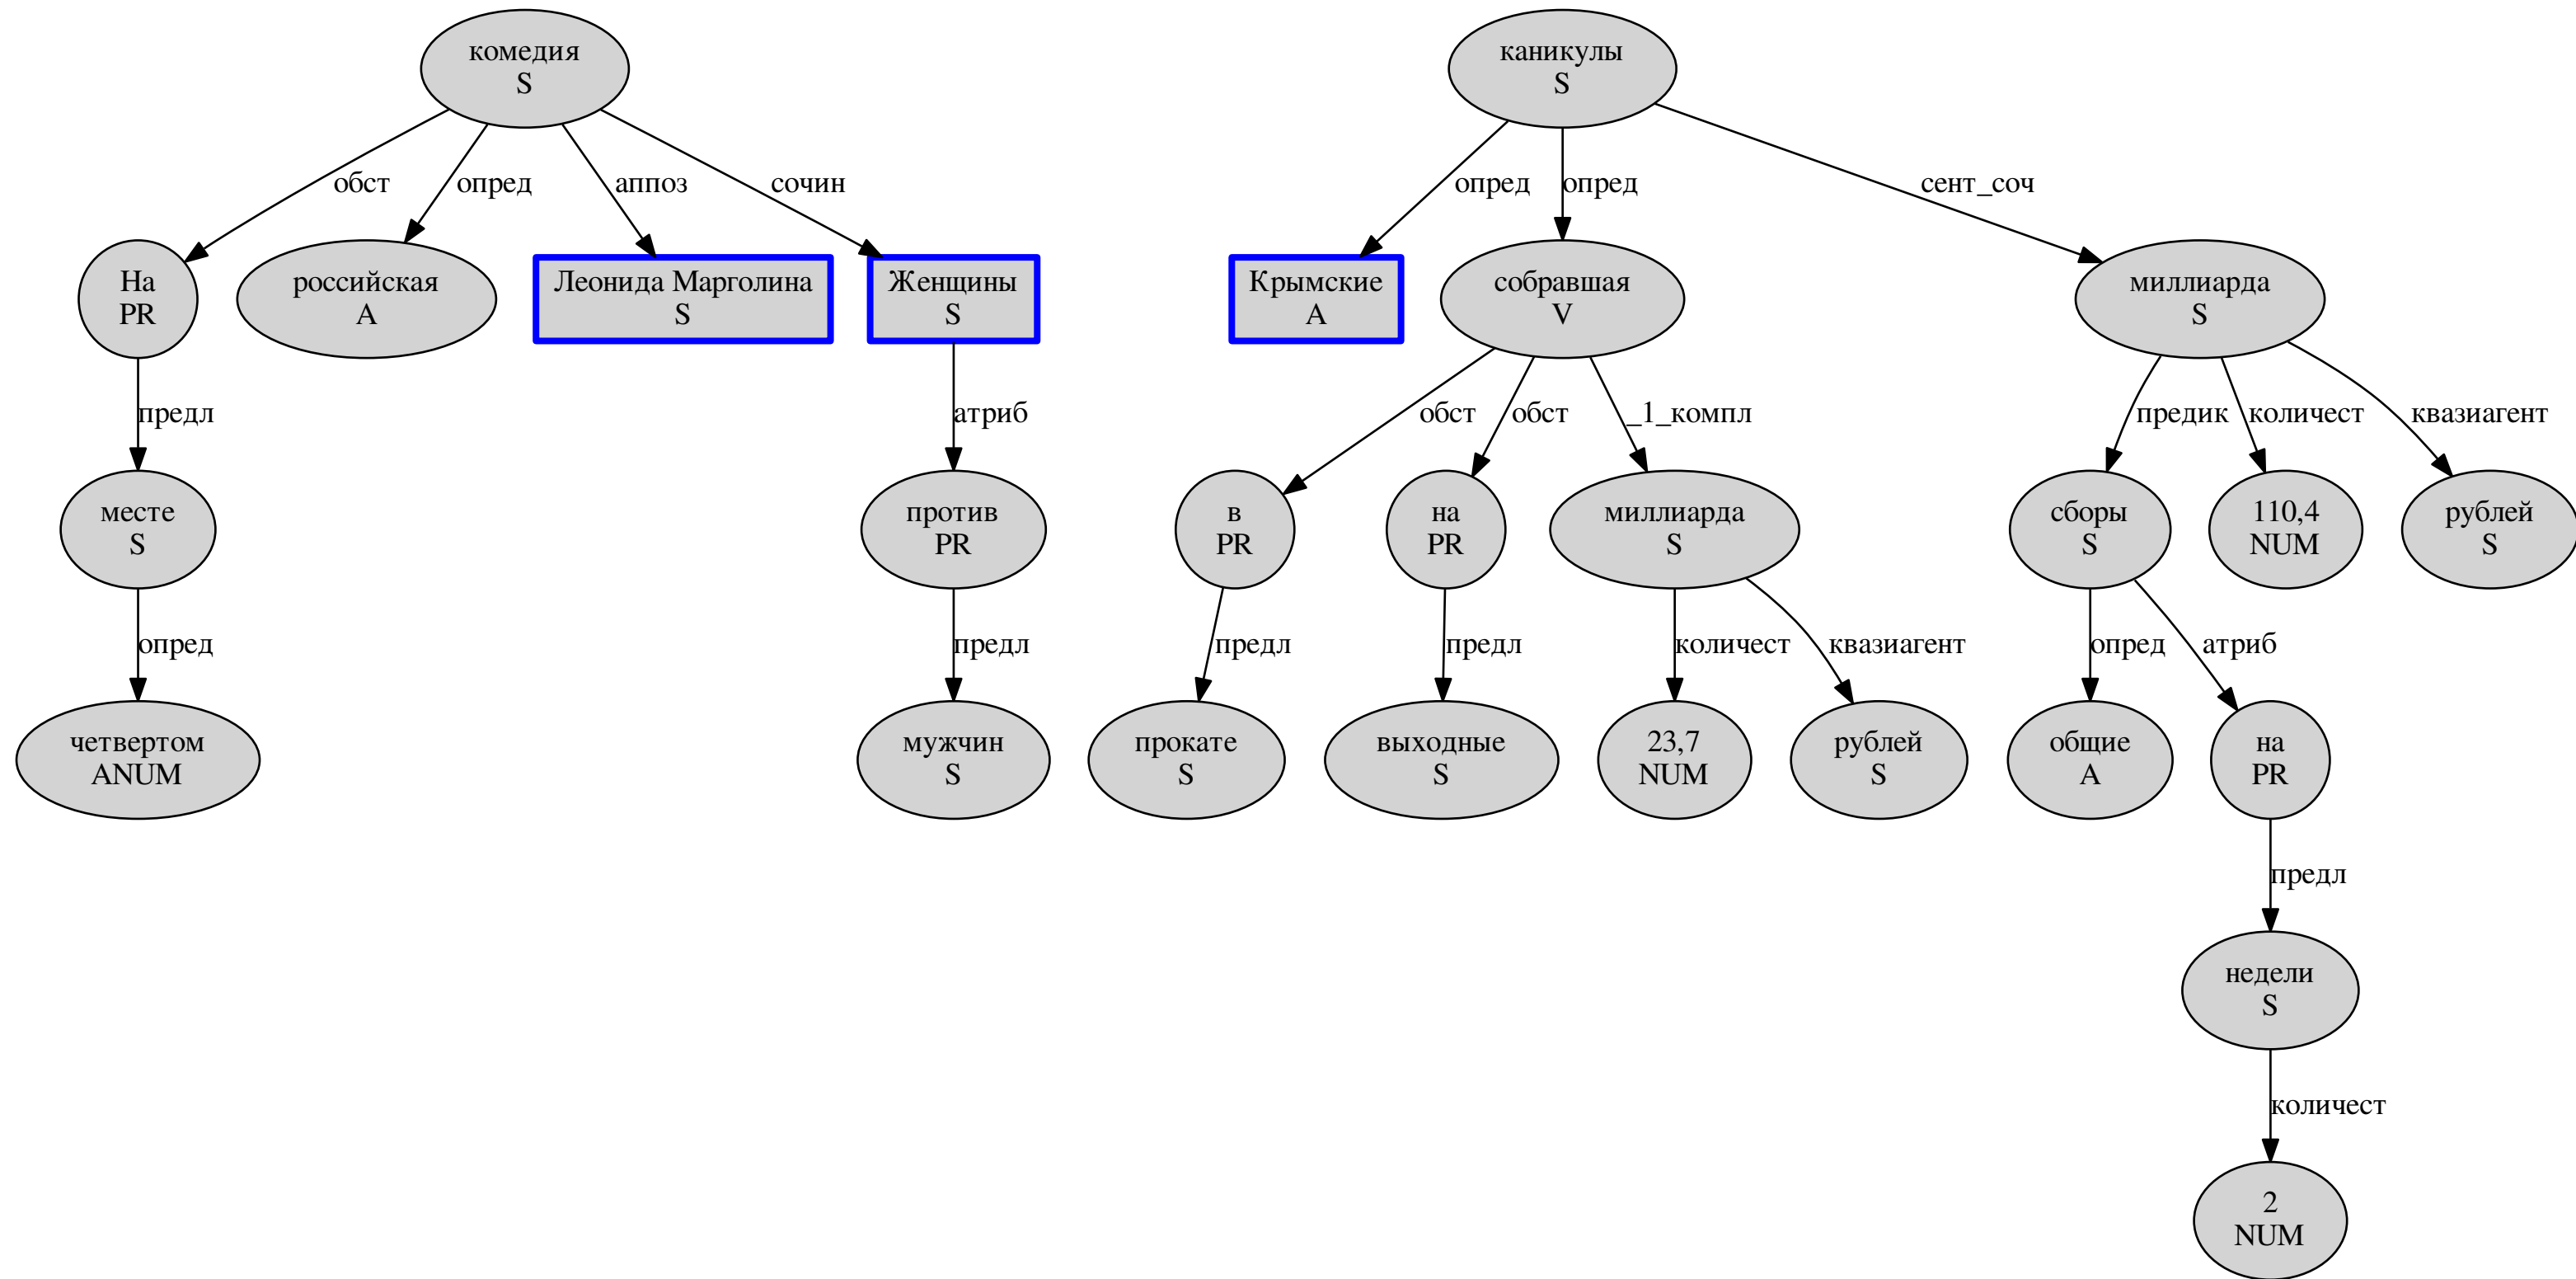 комедия
S
каникулы
S
обст
опред
аппоз
сочин
опред
опред
сент_соч
На
PR
российская
A
Леонида Марголина
S
Женщины
S
Крымские
A
собравшая
V
миллиарда
S
предл
атриб
обст
обст
_1_компл
предик
количест
квазиагент
месте
S
против
PR
в
PR
на
PR
миллиарда
S
сборы
S
110,4
NUM
рублей
S
опред
предл
предл
предл
количест
квазиагент
опред
атриб
четвертом
ANUM
мужчин
S
прокате
S
выходные
S
23,7
NUM
рублей
S
общие
A
на
PR
предл
недели
S
количест
2
NUM